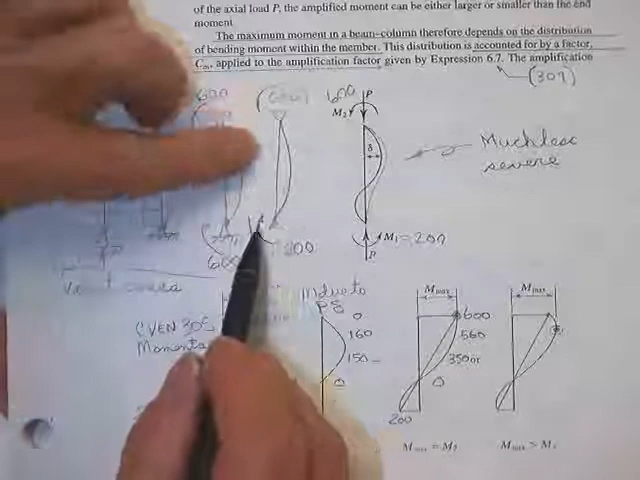 of the axial load P, the amplified moment can be either larger or smaller than the end
moment.
The maximum moment in a beam–column therefore depends on the distribution
of bending moment within the member. This distribution is accounted for by a factor,
Cm, applied to the amplification factor given by Expression 6.7. The amplification
(309)
600
600
P
M2
δ
Much less
severe
M1 = 200
P
600
CVEN 305
Moments
M due to
Pδ
0
160
150
0
Mmax
600
560
350
0
200
Mmax = M2
Mmax
Mmax >